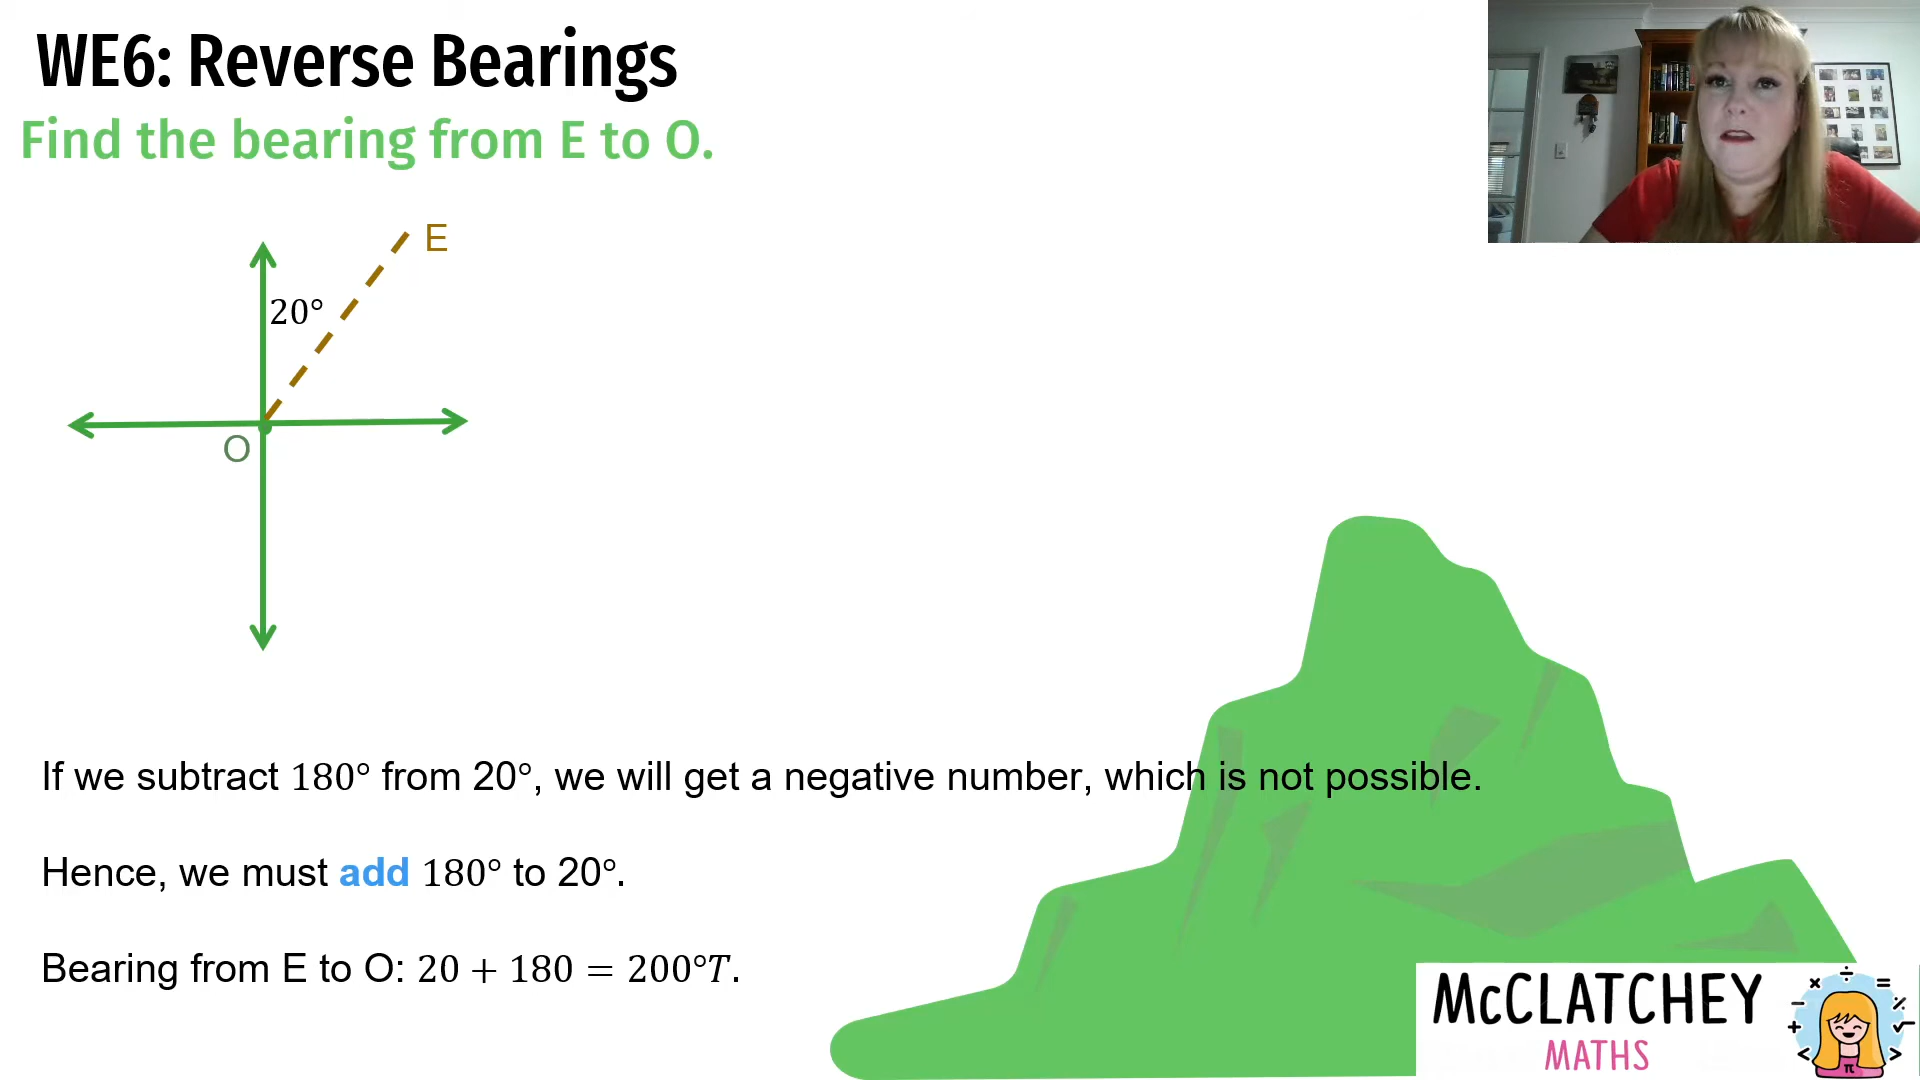 WE6: Reverse Bearings
Find the bearing from E to O.
E
20°
O
If we subtract 180° from 20°, we will get a negative number, which is not possible.
Hence, we must add 180° to 20°.
Bearing from E to O: 20 + 180 = 200°T.
McCLATCHEY
MATHS
× ÷ =
− ⁒
+ √
< >
π